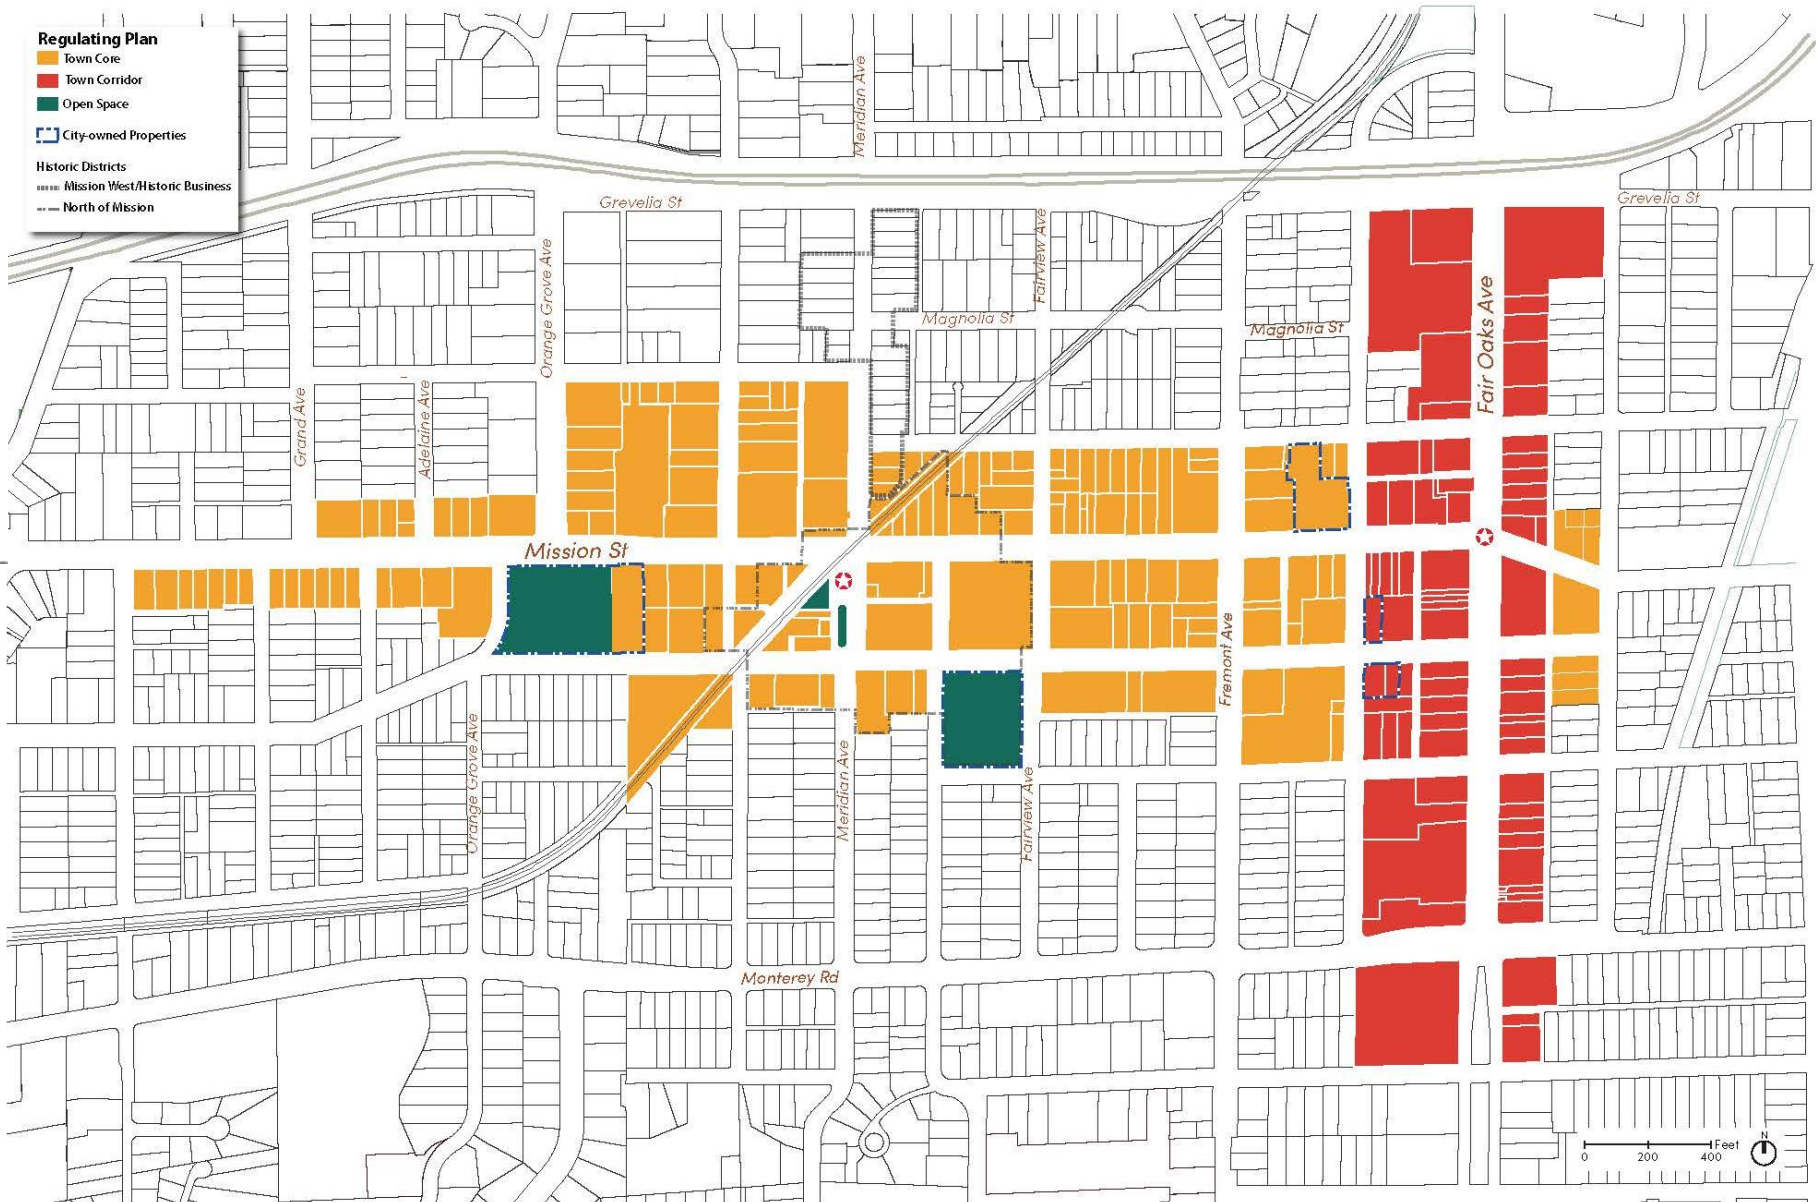 Regulating Plan
Town Core
Town Corridor
Open Space
City-owned Properties
Historic Districts
Mission West/Historic Business
North of Mission
Meridian Ave
Grevelia St
Grevelia St
Orange Grove Ave
Fairview Ave
Magnolia St
Magnolia St
Fair Oaks Ave
Grand Ave
Adelaine Ave
Mission St
Fremont Ave
Orange Grove Ave
Meridian Ave
Fairview Ave
Monterey Rd
Feet
0 200 400
N